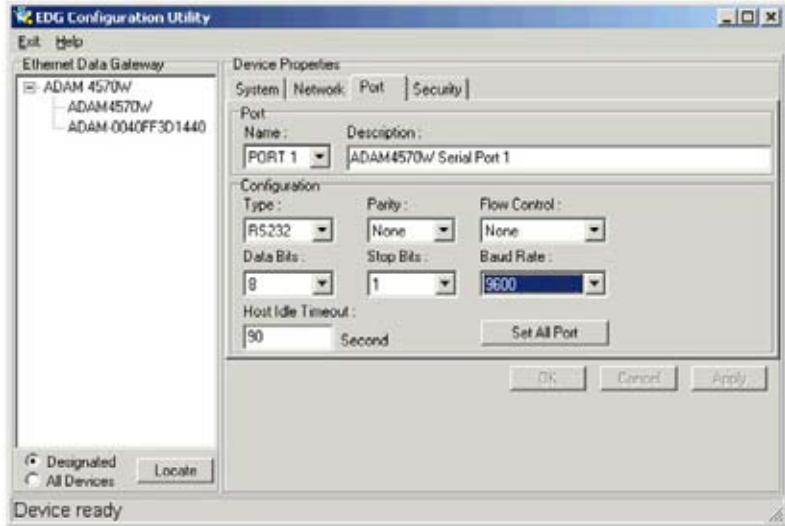 EDG Configuration Utility
Exit Help
Ethernet Data Gateway
ADAM 4570W
ADAM4570W
ADAM-0040FF3D1440
Designated
All Devices
Locate
Device Properties
System Network Port Security
Port
Name : Description :
PORT 1 ADAM4570W Serial Port 1
Configuration
Type : Parity : Flow Control :
RS232 None None
Data Bits : Stop Bits : Baud Rate :
8 1 9600
Host Idle Timeout :
90 Second Set All Port
OK Cancel Apply
Device ready